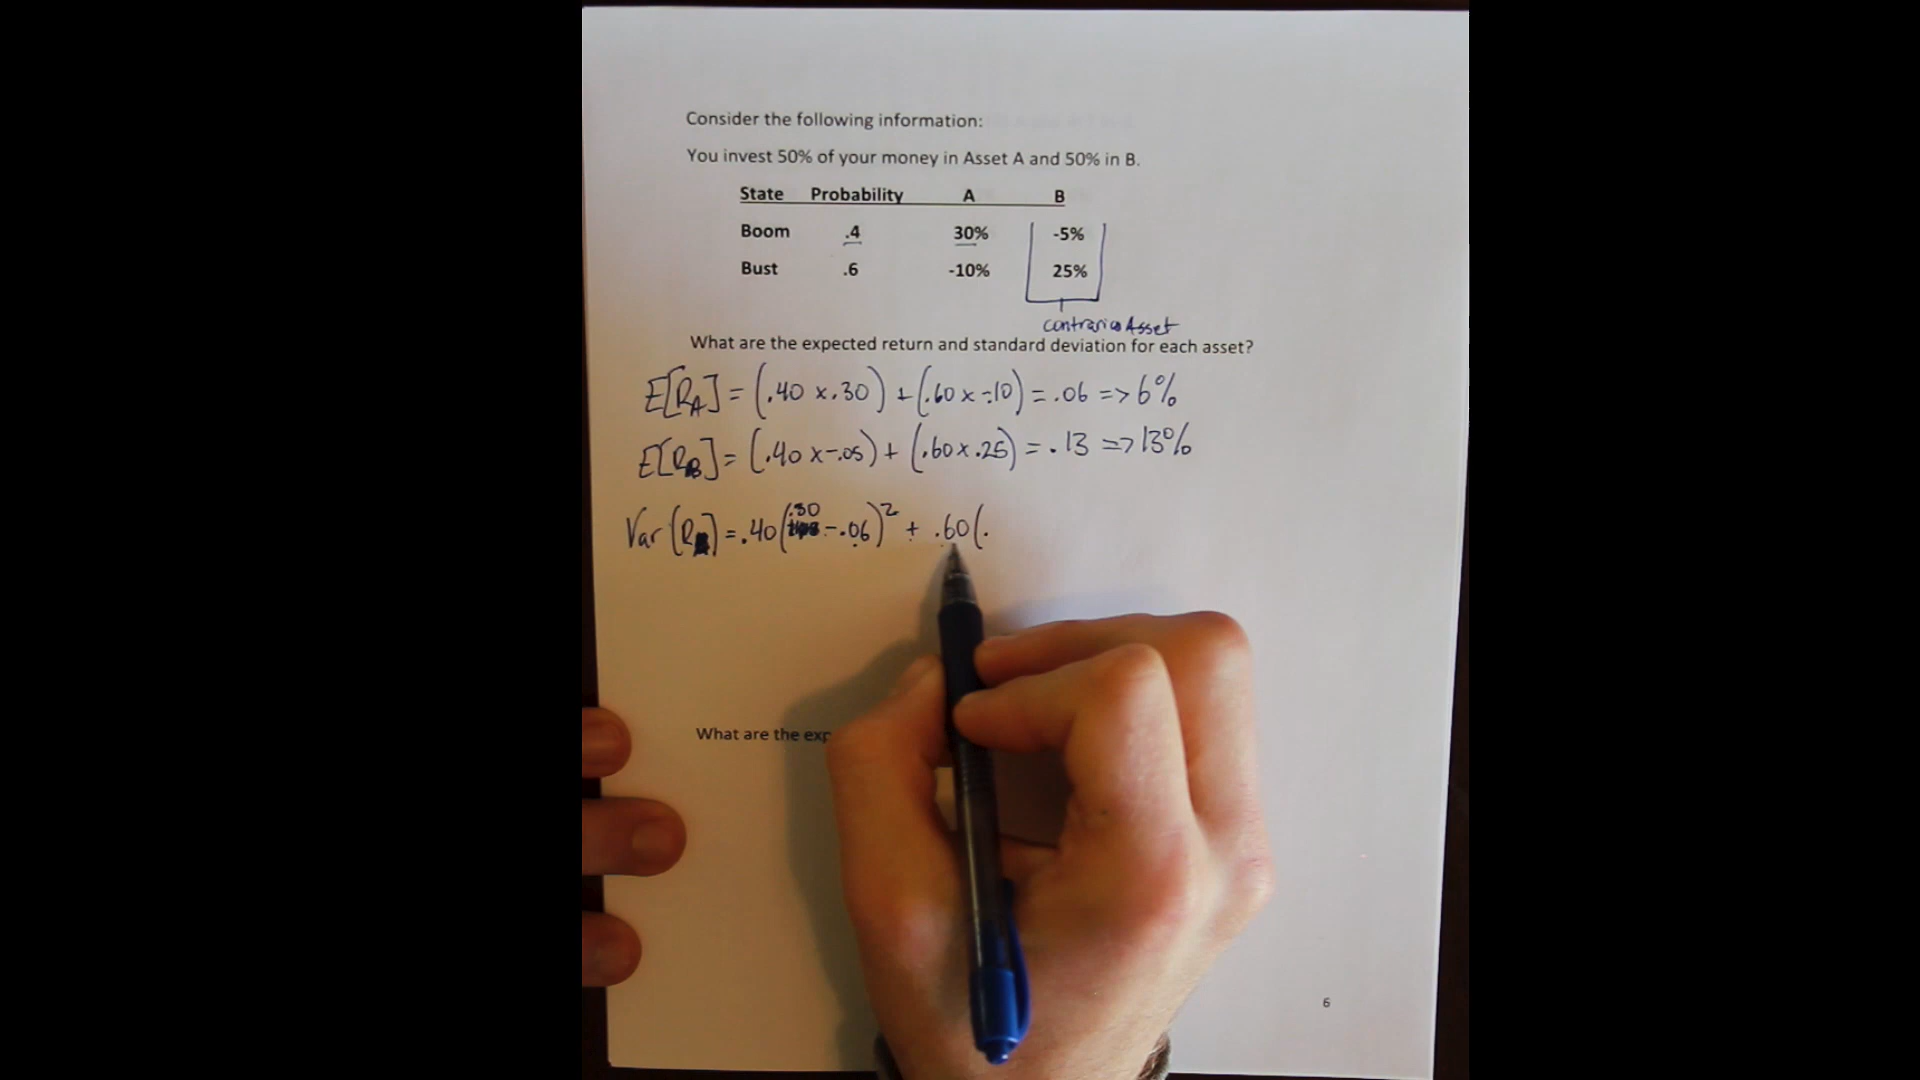 Consider the following information:
You invest 50% of your money in Asset A and 50% in B.
State Probability A B
Boom .4 30% -5%
Bust .6 -10% 25%
Asset
What are the expected return and standard deviation for each asset?
E[R_A] = (.40 x .30) + (.60 x -.10) = .06 => 6%
E[R_B] = (.40 x -.05) + (.60 x .25) = .13 => 13%
Var(R_A) = .40(.30 - .06)² + .60(.
What are the exp
6